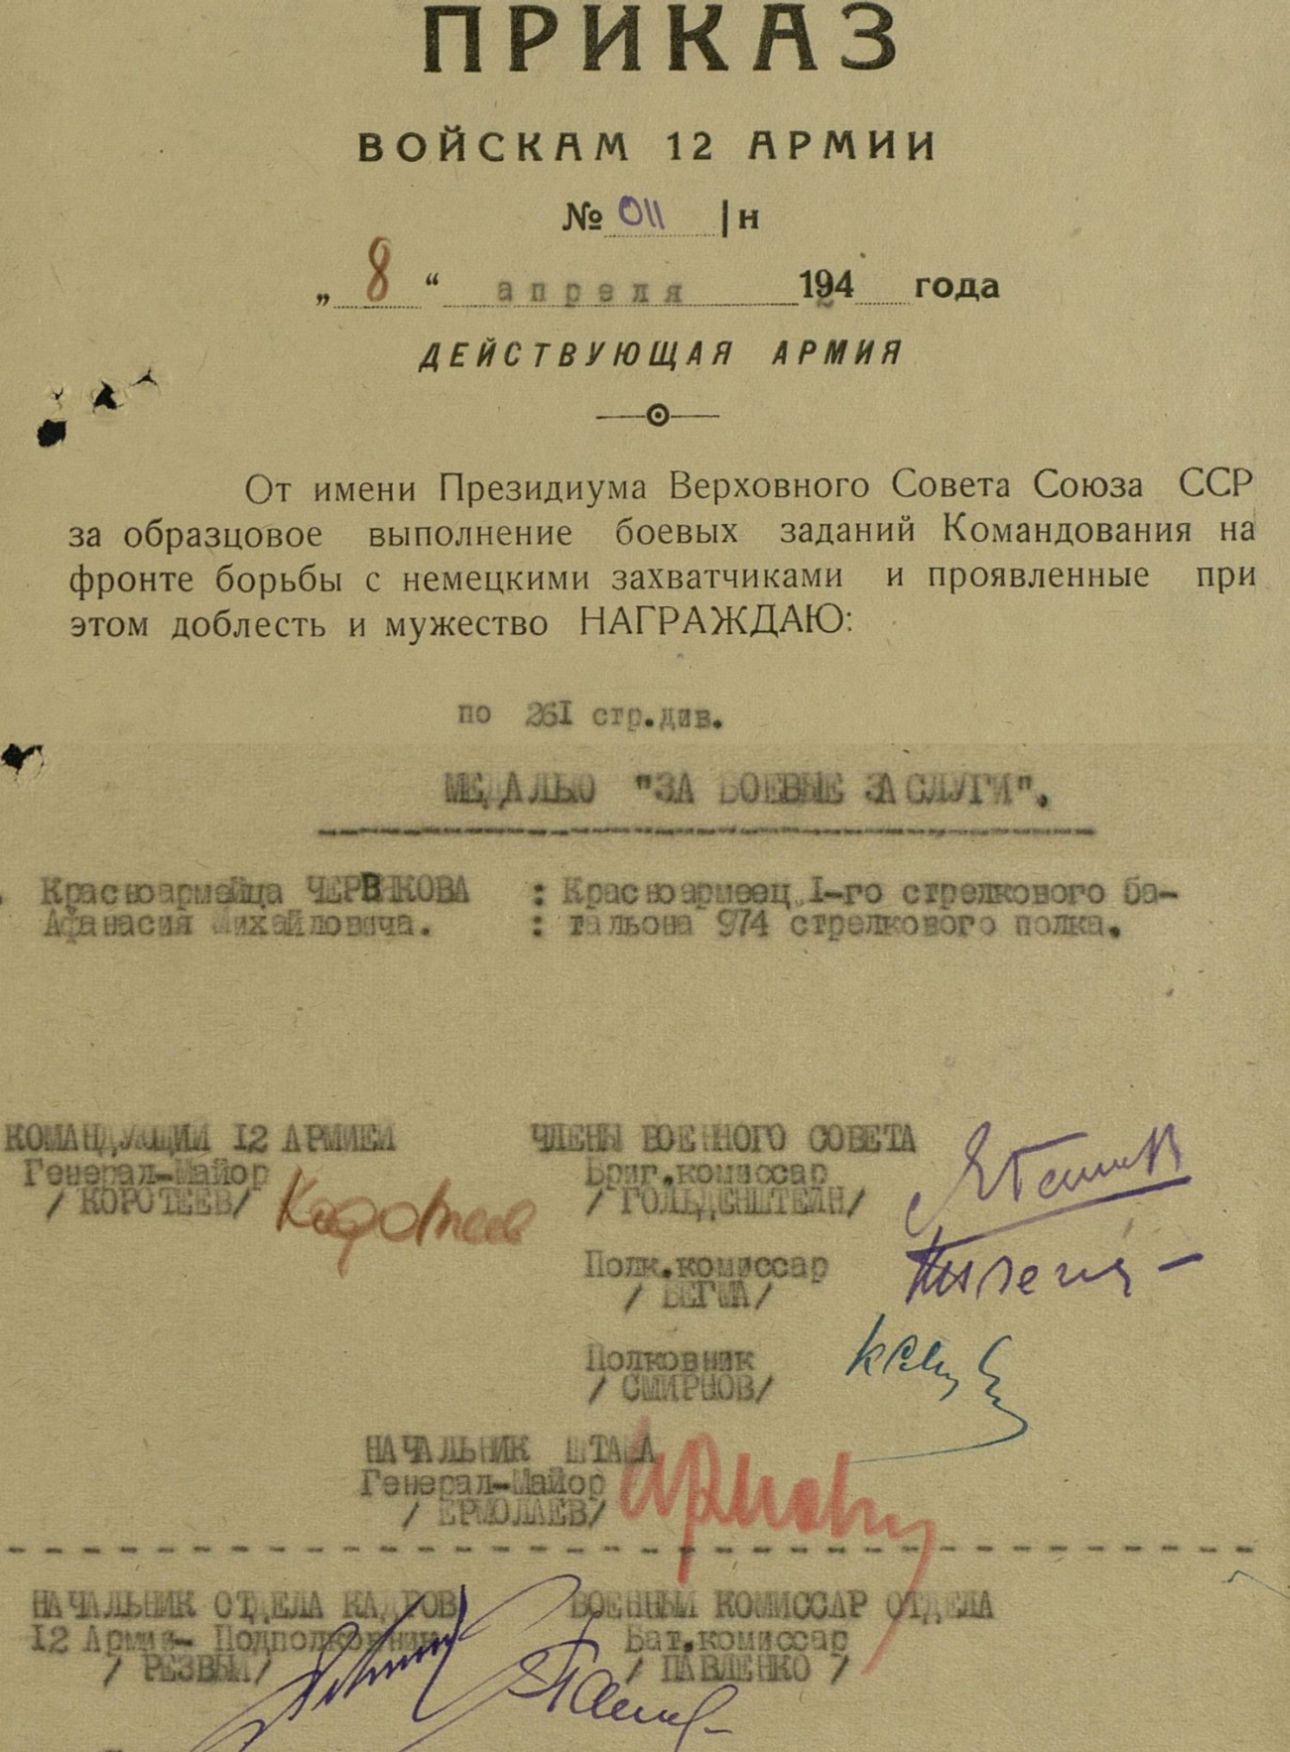 ПРИКАЗ
ВОЙСКАМ 12 АРМИИ
№ 011 |н
„ 8 “ апреля 1942 года
ДЕЙСТВУЮЩАЯ АРМИЯ
От имени Президиума Верховного Совета Союза ССР
за образцовое выполнение боевых заданий Командования на
фронте борьбы с немецкими захватчиками и проявленные при
этом доблесть и мужество НАГРАЖДАЮ:
по 261 стр.див.
МЕДАЛЬЮ "ЗА БОЕВЫЕ ЗАСЛУГИ".
Красноармейца ЧЕРВЯКОВА : Красноармеец I-го стрелкового ба-
Афанасия Михайловича. : тальона 974 стрелкового полка.
КОМАНДУЮЩИЙ 12 АРМИЕЙ ЧЛЕНЫ ВОЕННОГО СОВЕТА
Генерал-Майор Бриг.комиссар
/ КОРОТЕЕВ/ Коротеев / ГОЛЬДЕНШТЕЙН/
Полк.комиссар
/ БЕГМА/
Полковник
/ СМИРНОВ/
НАЧАЛЬНИК ШТАБА
Генерал-Майор
/ ЕРМОЛАЕВ/
НАЧАЛЬНИК ОТДЕЛА КАДРОВ ВОЕННЫЙ КОМИССАР ОТДЕЛА
12 Армии- Подполковник Бат.комиссар
/ РЕЗВЫЙ/ / ПАВЛЕНКО /